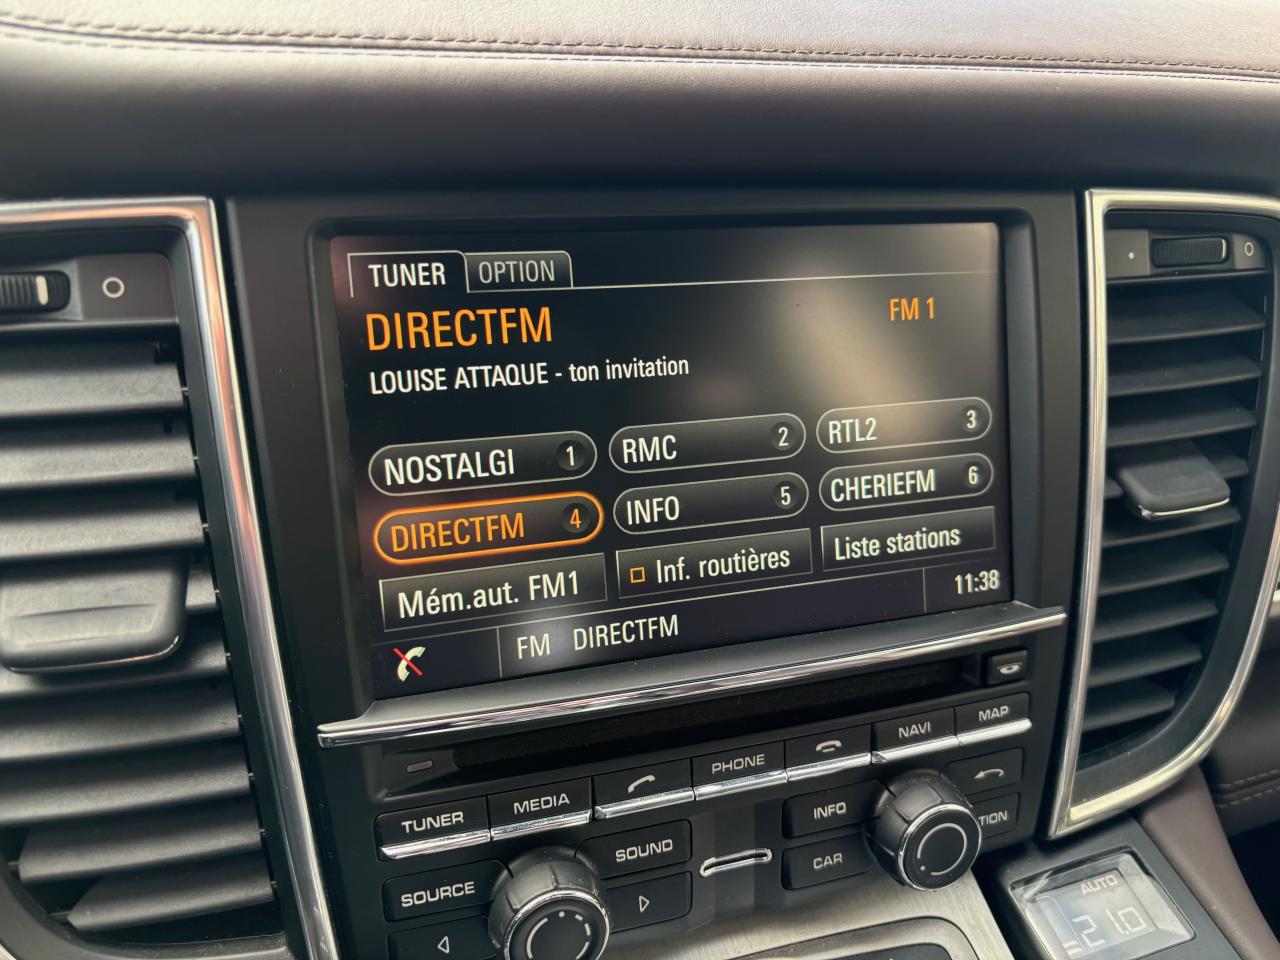 TUNER OPTION
DIRECTFM FM 1
LOUISE ATTAQUE - ton invitation
NOSTALGI 1 RMC 2 RTL2 3
DIRECTFM 4 INFO 5 CHERIEFM 6
Mém.aut. FM1 Inf. routières Liste stations
FM DIRECTFM 11:38
TUNER MEDIA PHONE NAVI MAP
SOURCE SOUND INFO
CAR
AUTO
21.0